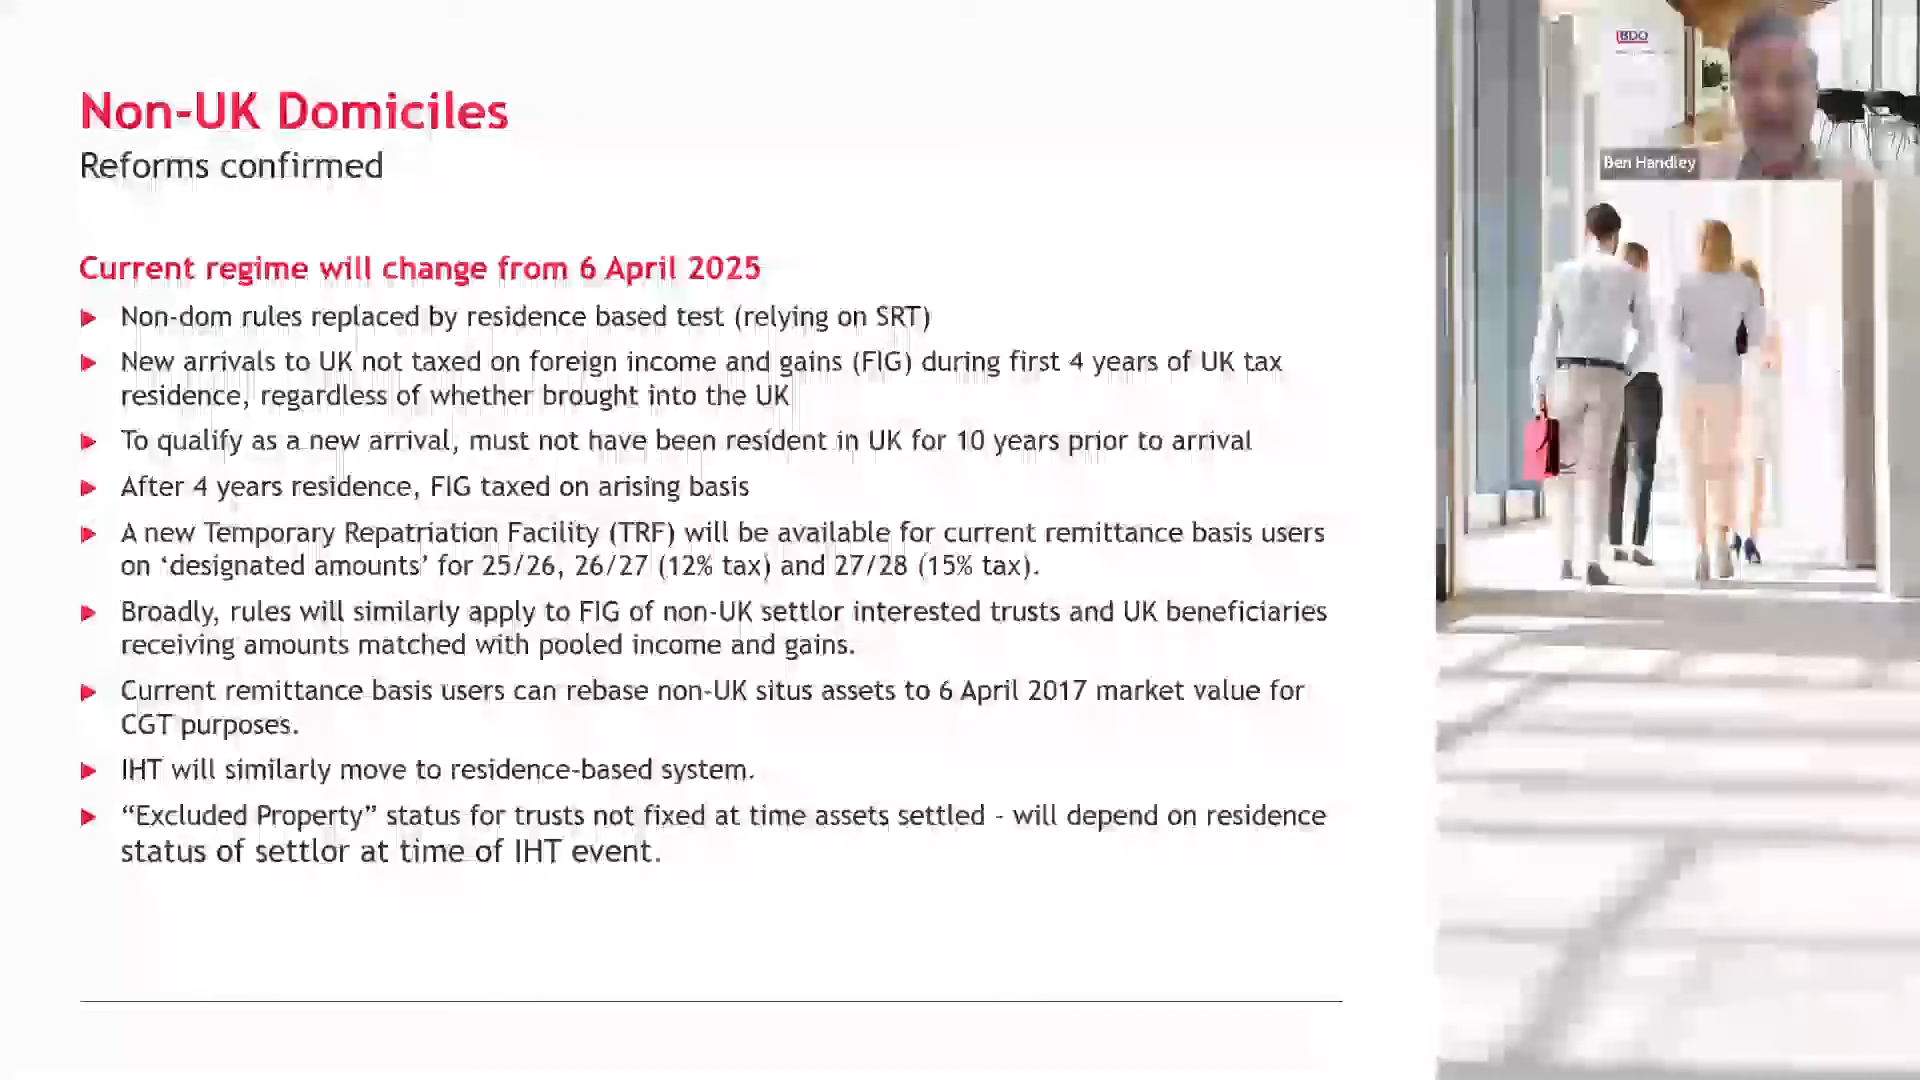 Non-UK Domiciles
Reforms confirmed
Current regime will change from 6 April 2025
Non-dom rules replaced by residence based test (relying on SRT)
New arrivals to UK not taxed on foreign income and gains (FIG) during first 4 years of UK tax
residence, regardless of whether brought into the UK
To qualify as a new arrival, must not have been resident in UK for 10 years prior to arrival
After 4 years residence, FIG taxed on arising basis
A new Temporary Repatriation Facility (TRF) will be available for current remittance basis users
on ‘designated amounts’ for 25/26, 26/27 (12% tax) and 27/28 (15% tax).
Broadly, rules will similarly apply to FIG of non-UK settlor interested trusts and UK beneficiaries
receiving amounts matched with pooled income and gains.
Current remittance basis users can rebase non-UK situs assets to 6 April 2017 market value for
CGT purposes.
IHT will similarly move to residence-based system.
“Excluded Property” status for trusts not fixed at time assets settled - will depend on residence
status of settlor at time of IHT event.
BDO
Ben Handley